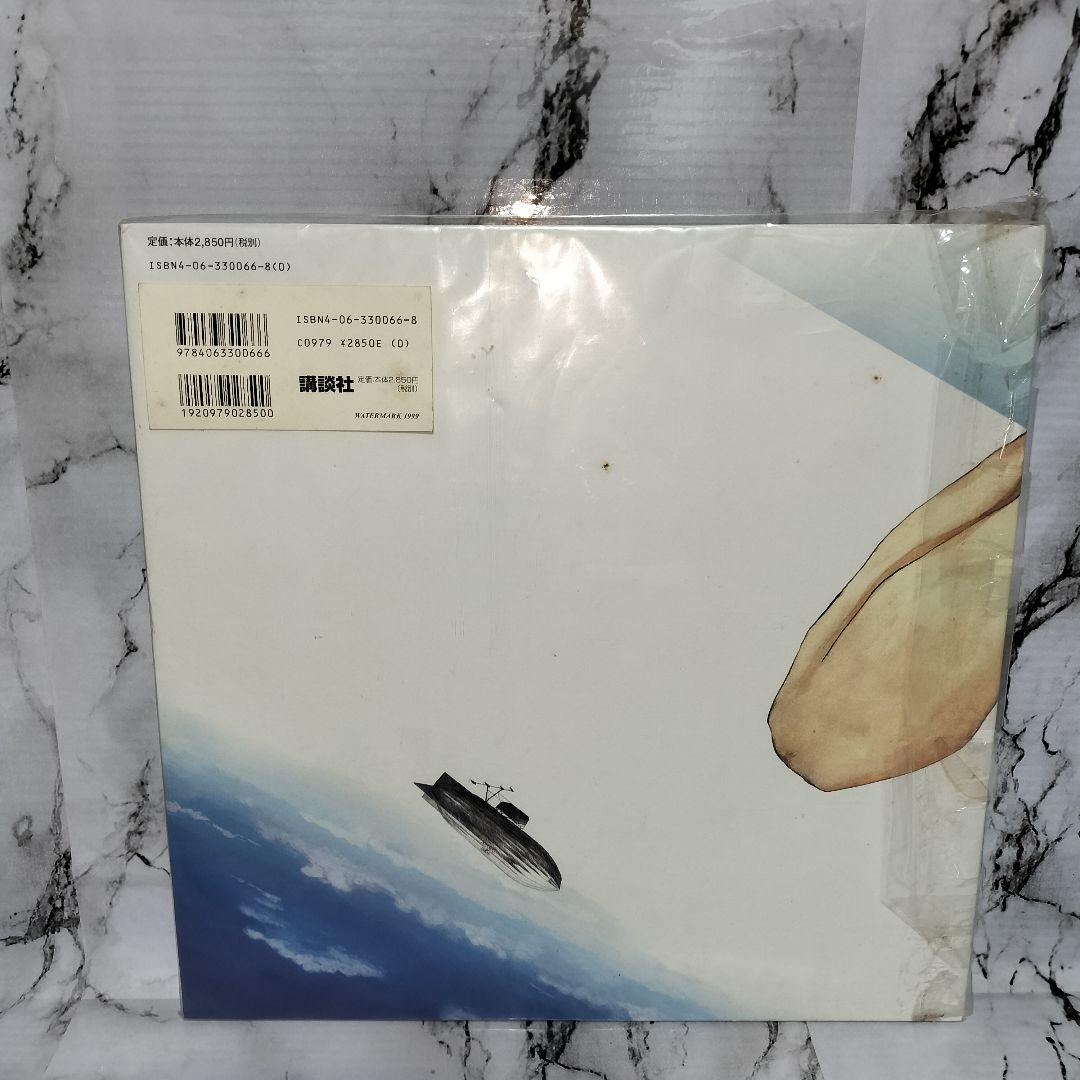 定価:本体2,850円(税別)
ISBN4-06-330066-8(0)
ISBN4-06-330066-8
9784063300666
C0979 ¥2850E (0)
講談社 定価:本体2,850円
(税別)
1920979028500
WATERMARK 1999